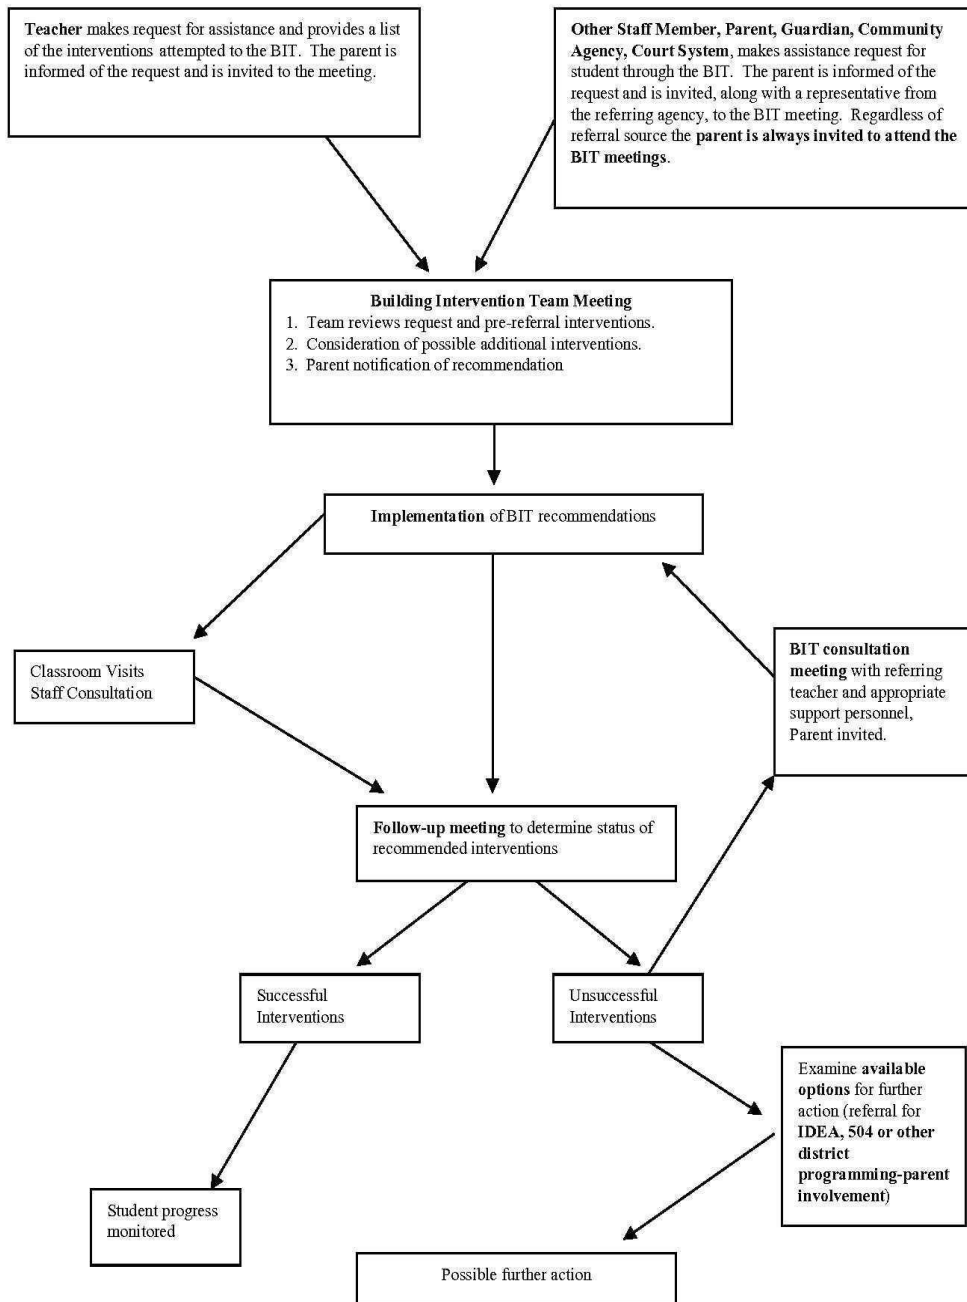 Teacher makes request for assistance and provides a list
of the interventions attempted to the BIT. The parent is
informed of the request and is invited to the meeting.
Other Staff Member, Parent, Guardian, Community
Agency, Court System, makes assistance request for
student through the BIT. The parent is informed of the
request and is invited, along with a representative from
the referring agency, to the BIT meeting. Regardless of
referral source the parent is always invited to attend the
BIT meetings.
Building Intervention Team Meeting
1. Team reviews request and pre-referral interventions.
2. Consideration of possible additional interventions.
3. Parent notification of recommendation
Implementation of BIT recommendations
Classroom Visits
Staff Consultation
BIT consultation
meeting with referring
teacher and appropriate
support personnel,
Parent invited.
Follow-up meeting to determine status of
recommended interventions
Successful
Interventions
Unsuccessful
Interventions
Examine available
options for further
action (referral for
IDEA, 504 or other
district
programming-parent
involvement)
Student progress
monitored
Possible further action